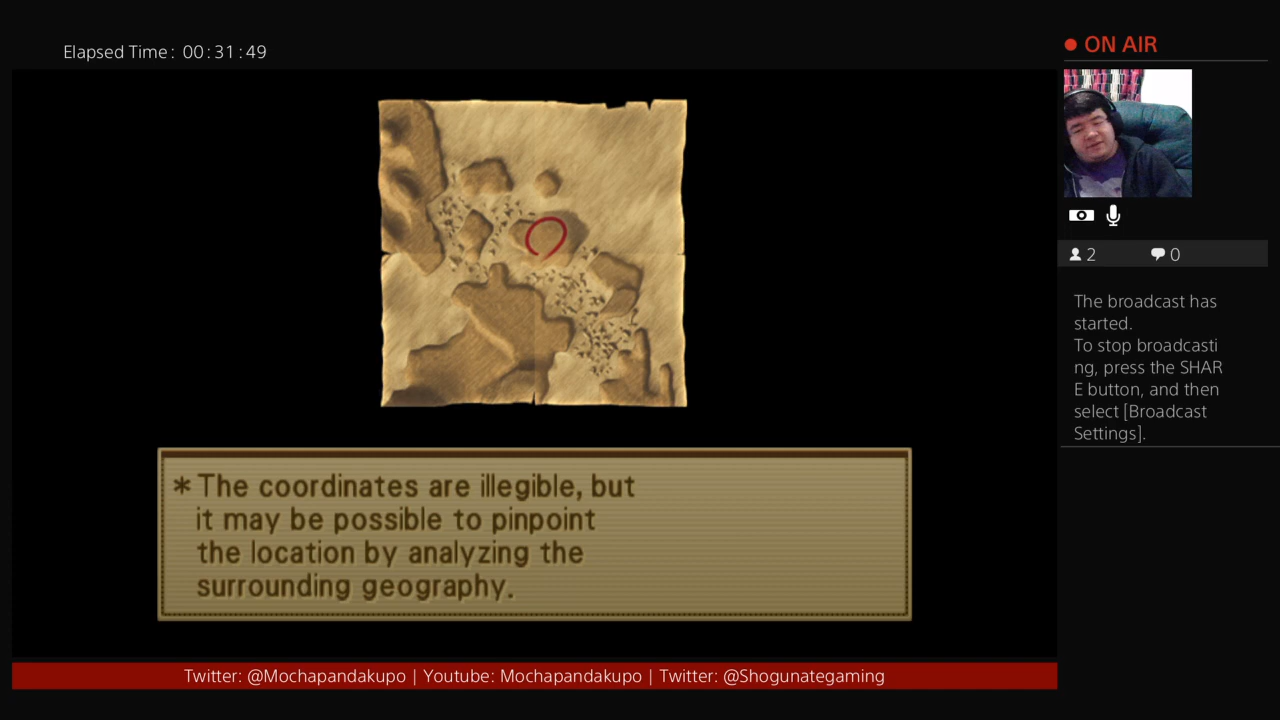 Elapsed Time: 00:31:49
ON AIR
2
0
The broadcast has
started.
To stop broadcasti
ng, press the SHAR
E button, and then
select [Broadcast
Settings].
* The coordinates are illegible, but
it may be possible to pinpoint
the location by analyzing the
surrounding geography.
Twitter: @Mochapandakupo | Youtube: Mochapandakupo | Twitter: @Shogunategaming